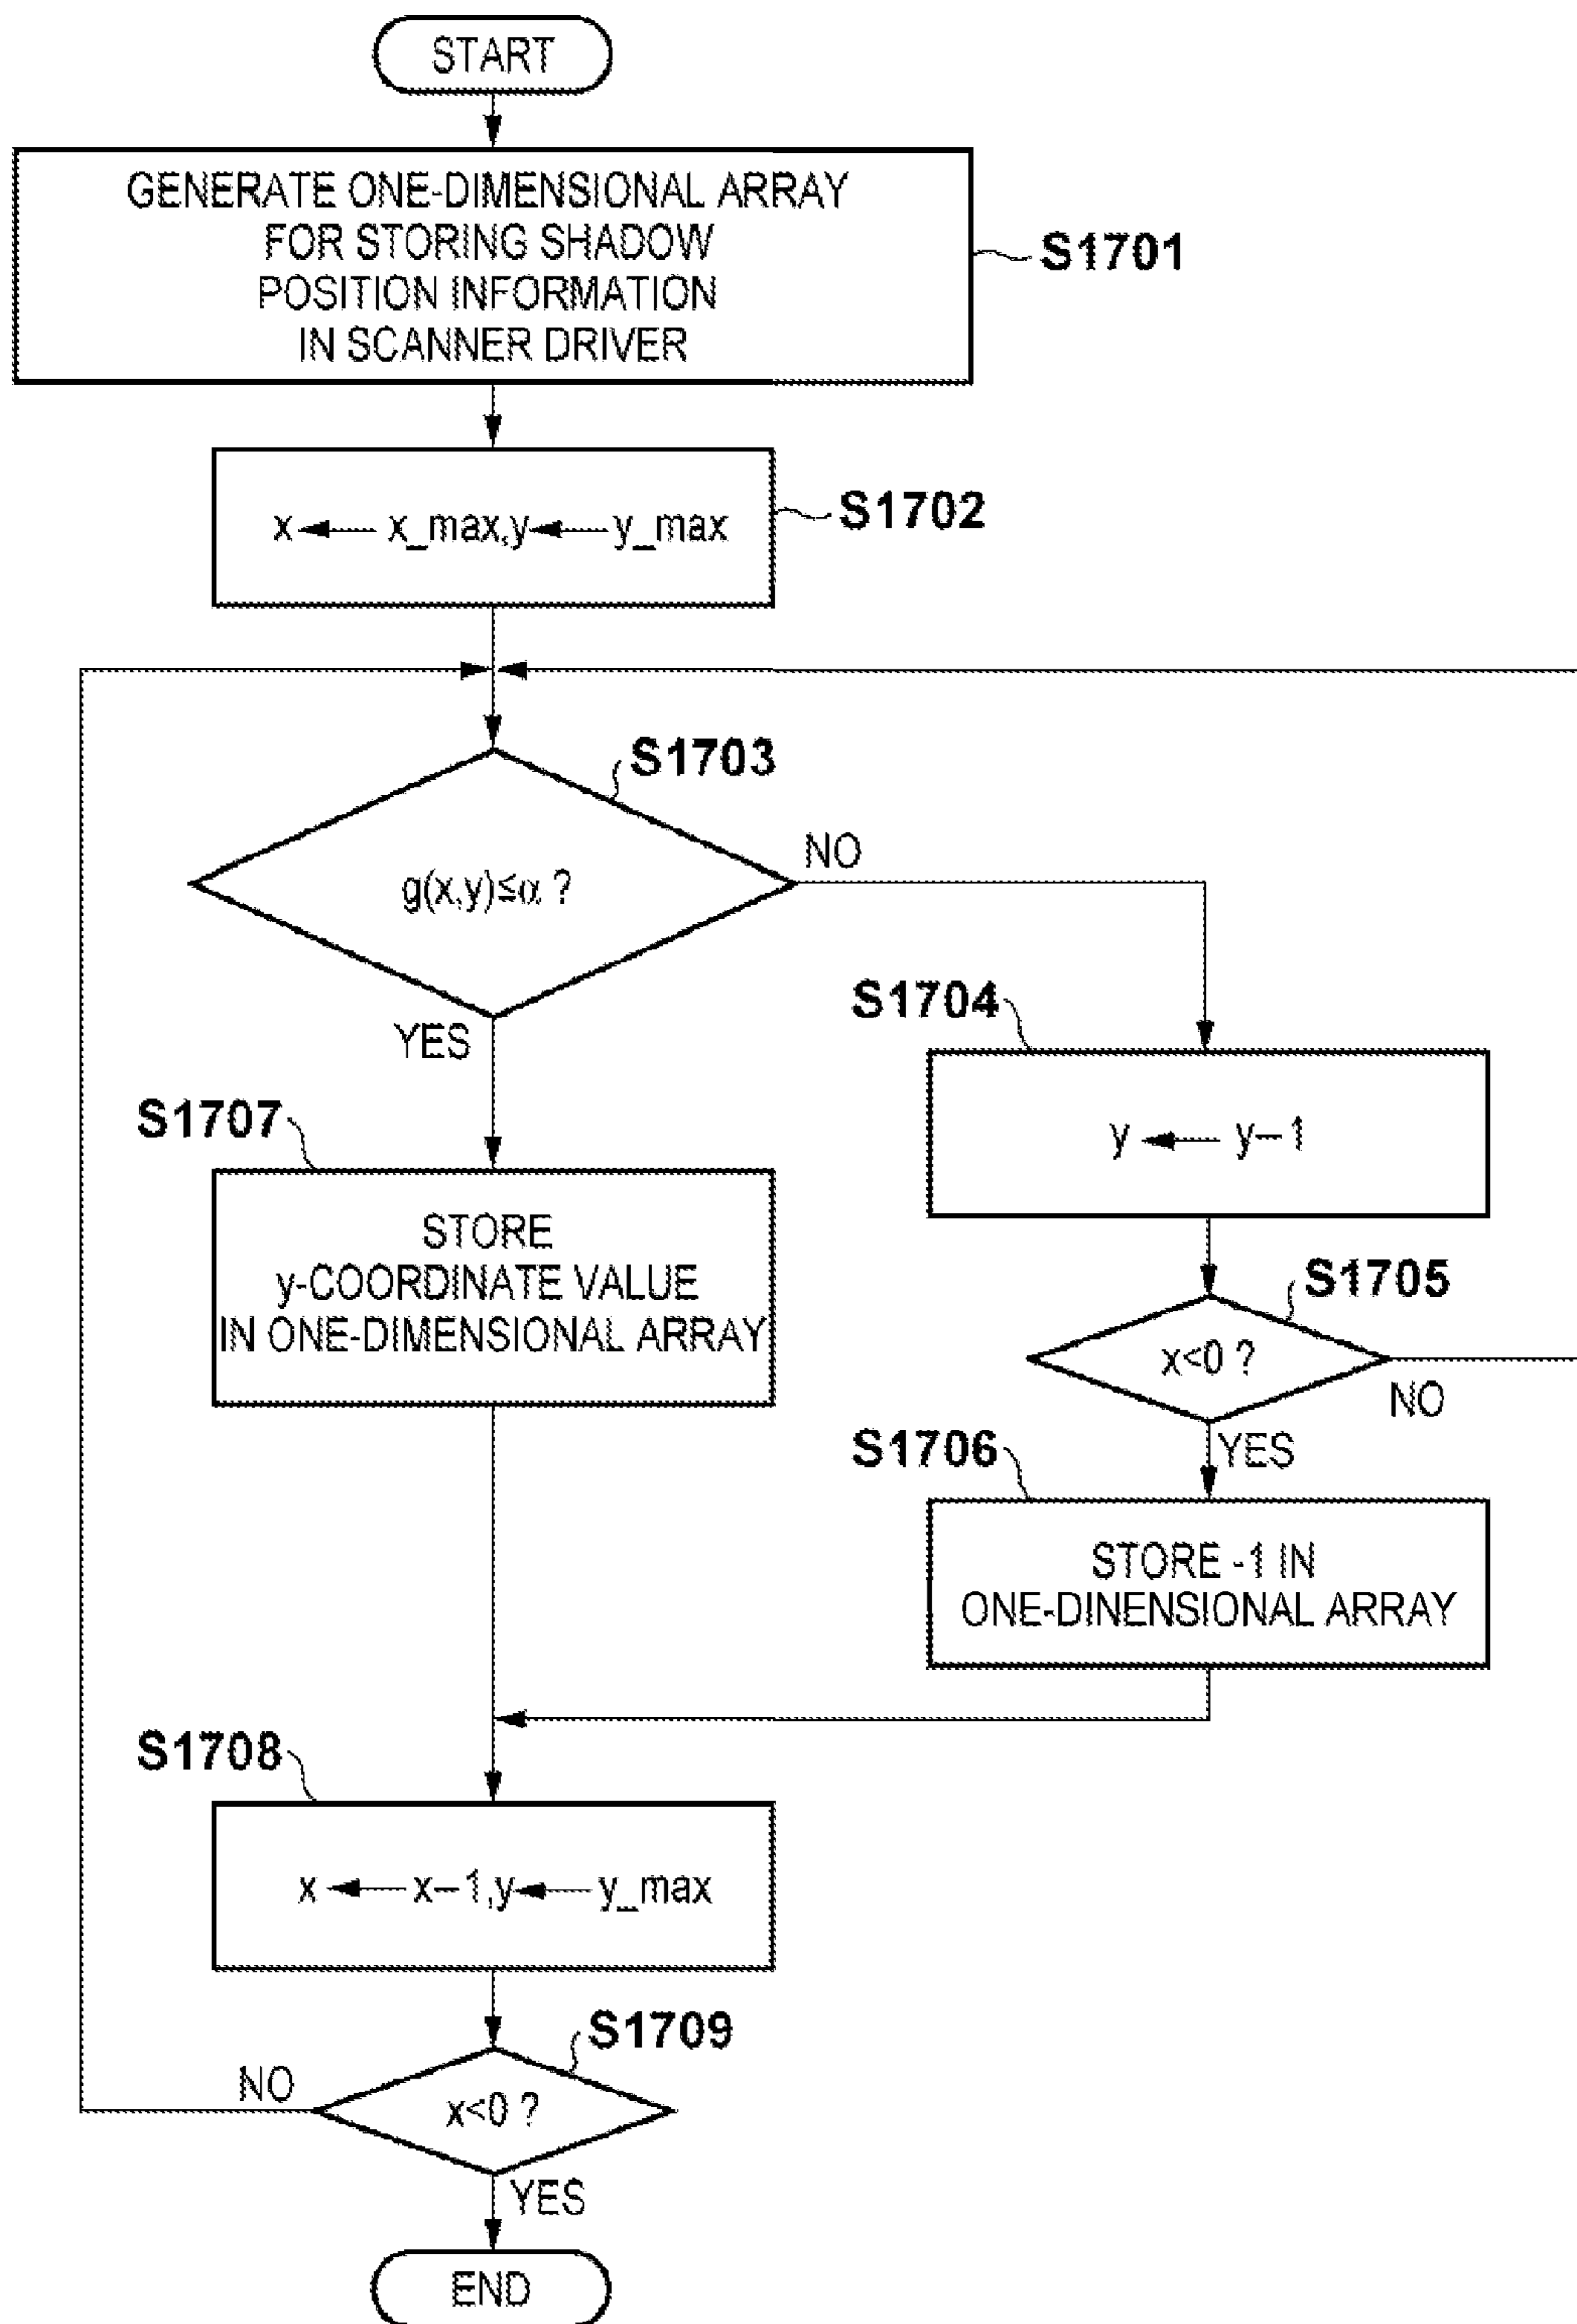 START
GENERATE ONE-DIMENSIONAL ARRAY
FOR STORING SHADOW
POSITION INFORMATION
IN SCANNER DRIVER
S1701
x ← x_max,y ← y_max
S1702
S1703
g(x,y)≦α ?
NO
YES
S1704
y ← y−1
S1707
STORE
y-COORDINATE VALUE
IN ONE-DIMENSIONAL ARRAY
S1705
x<0 ?
NO
YES
S1706
STORE -1 IN
ONE-DINENSIONAL ARRAY
S1708
x ← x−1,y ← y_max
S1709
x<0 ?
NO
YES
END